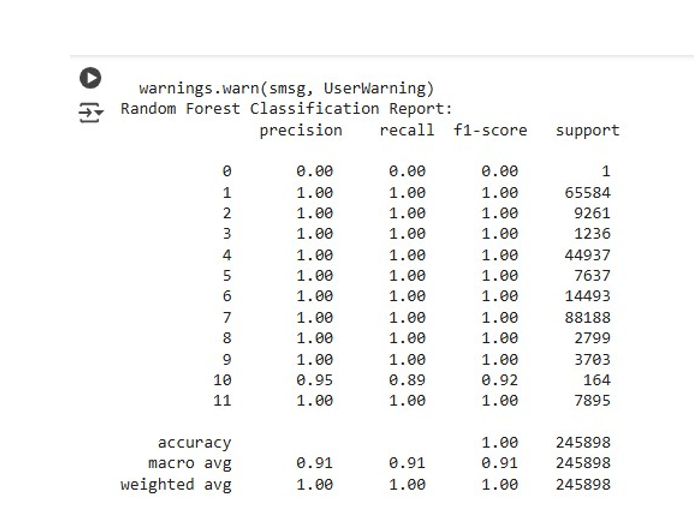 warnings.warn(smsg, UserWarning)
Random Forest Classification Report:
precision recall f1-score support
0 0.00 0.00 0.00 1
1 1.00 1.00 1.00 65584
2 1.00 1.00 1.00 9261
3 1.00 1.00 1.00 1236
4 1.00 1.00 1.00 44937
5 1.00 1.00 1.00 7637
6 1.00 1.00 1.00 14493
7 1.00 1.00 1.00 88188
8 1.00 1.00 1.00 2799
9 1.00 1.00 1.00 3703
10 0.95 0.89 0.92 164
11 1.00 1.00 1.00 7895
accuracy 1.00 245898
macro avg 0.91 0.91 0.91 245898
weighted avg 1.00 1.00 1.00 245898